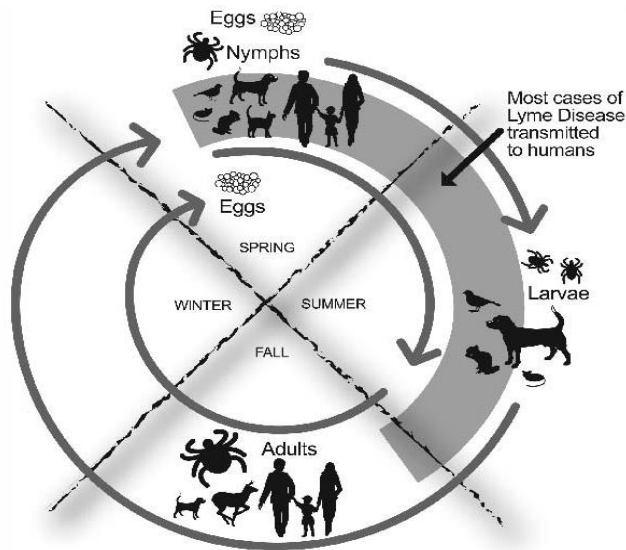 Eggs
Nymphs
Most cases of
Lyme Disease
transmitted
to humans
Eggs
SPRING
WINTER
SUMMER
FALL
Larvae
Adults